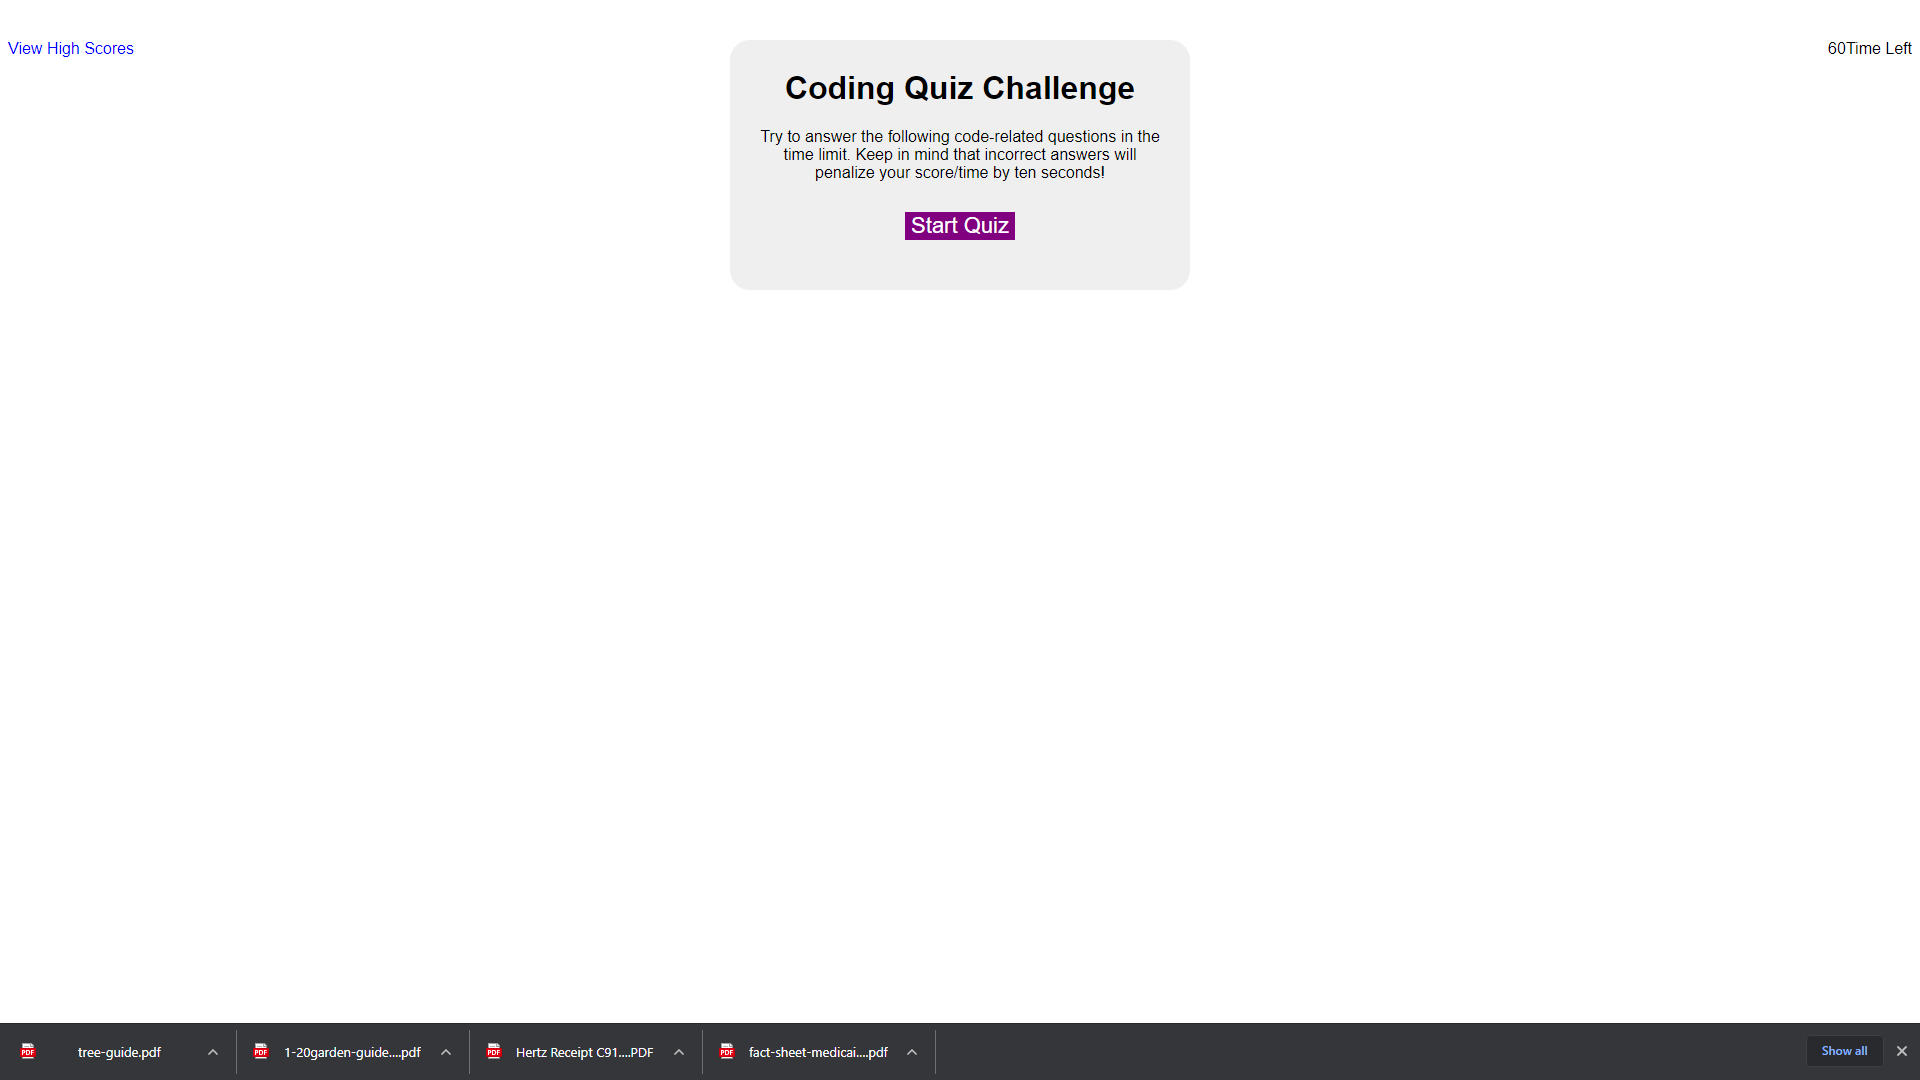 View High Scores
60Time Left
Coding Quiz Challenge
Try to answer the following code-related questions in the
time limit. Keep in mind that incorrect answers will
penalize your score/time by ten seconds!
Start Quiz
PDF tree-guide.pdf
PDF 1-20garden-guide....pdf
PDF Hertz Receipt C91....PDF
PDF fact-sheet-medicai....pdf
Show all